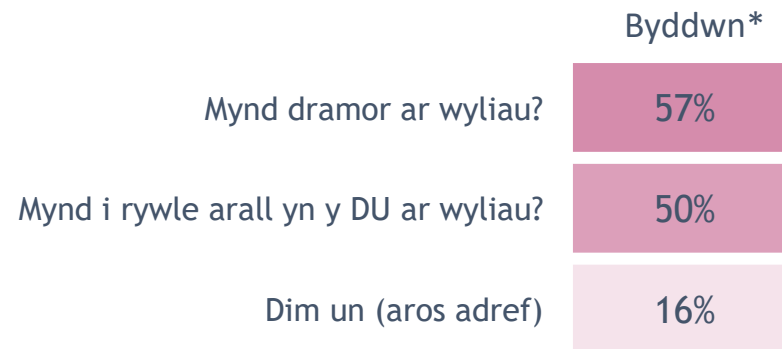 Byddwn*
Mynd dramor ar wyliau? 57%
Mynd i rywle arall yn y DU ar wyliau? 50%
Dim un (aros adref) 16%